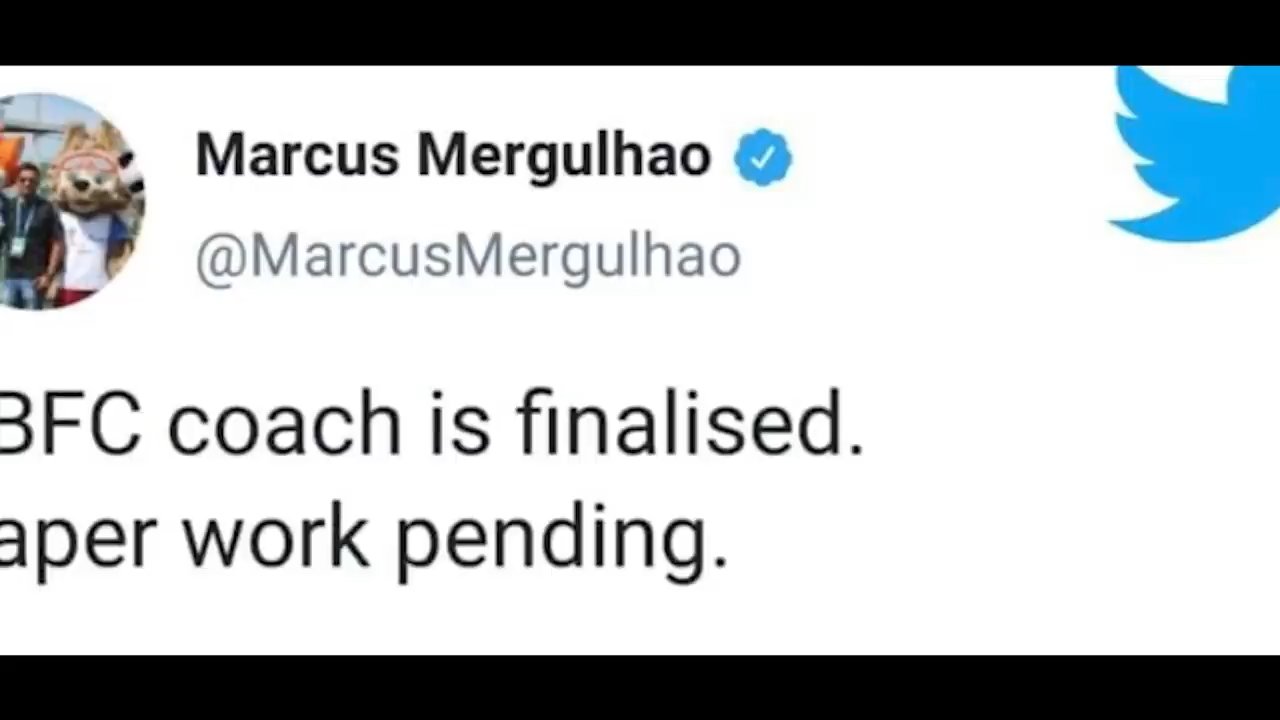 Marcus Mergulhao
@MarcusMergulhao
BFC coach is finalised.
aper work pending.